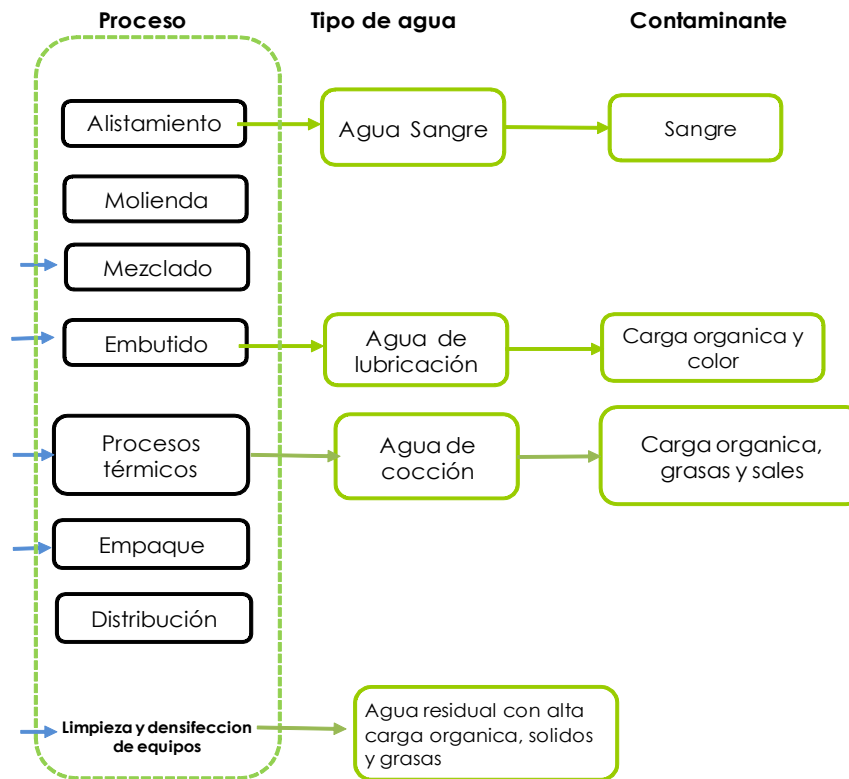 Proceso Tipo de agua Contaminante
Alistamiento Agua Sangre Sangre
Molienda
Mezclado
Embutido
Agua de
lubricación
Carga organica y
color
Procesos
térmicos
Agua de
cocción
Carga organica,
grasas y sales
Empaque
Distribución
Limpieza y densifeccion
de equipos
Agua residual con alta
carga organica, solidos
y grasas